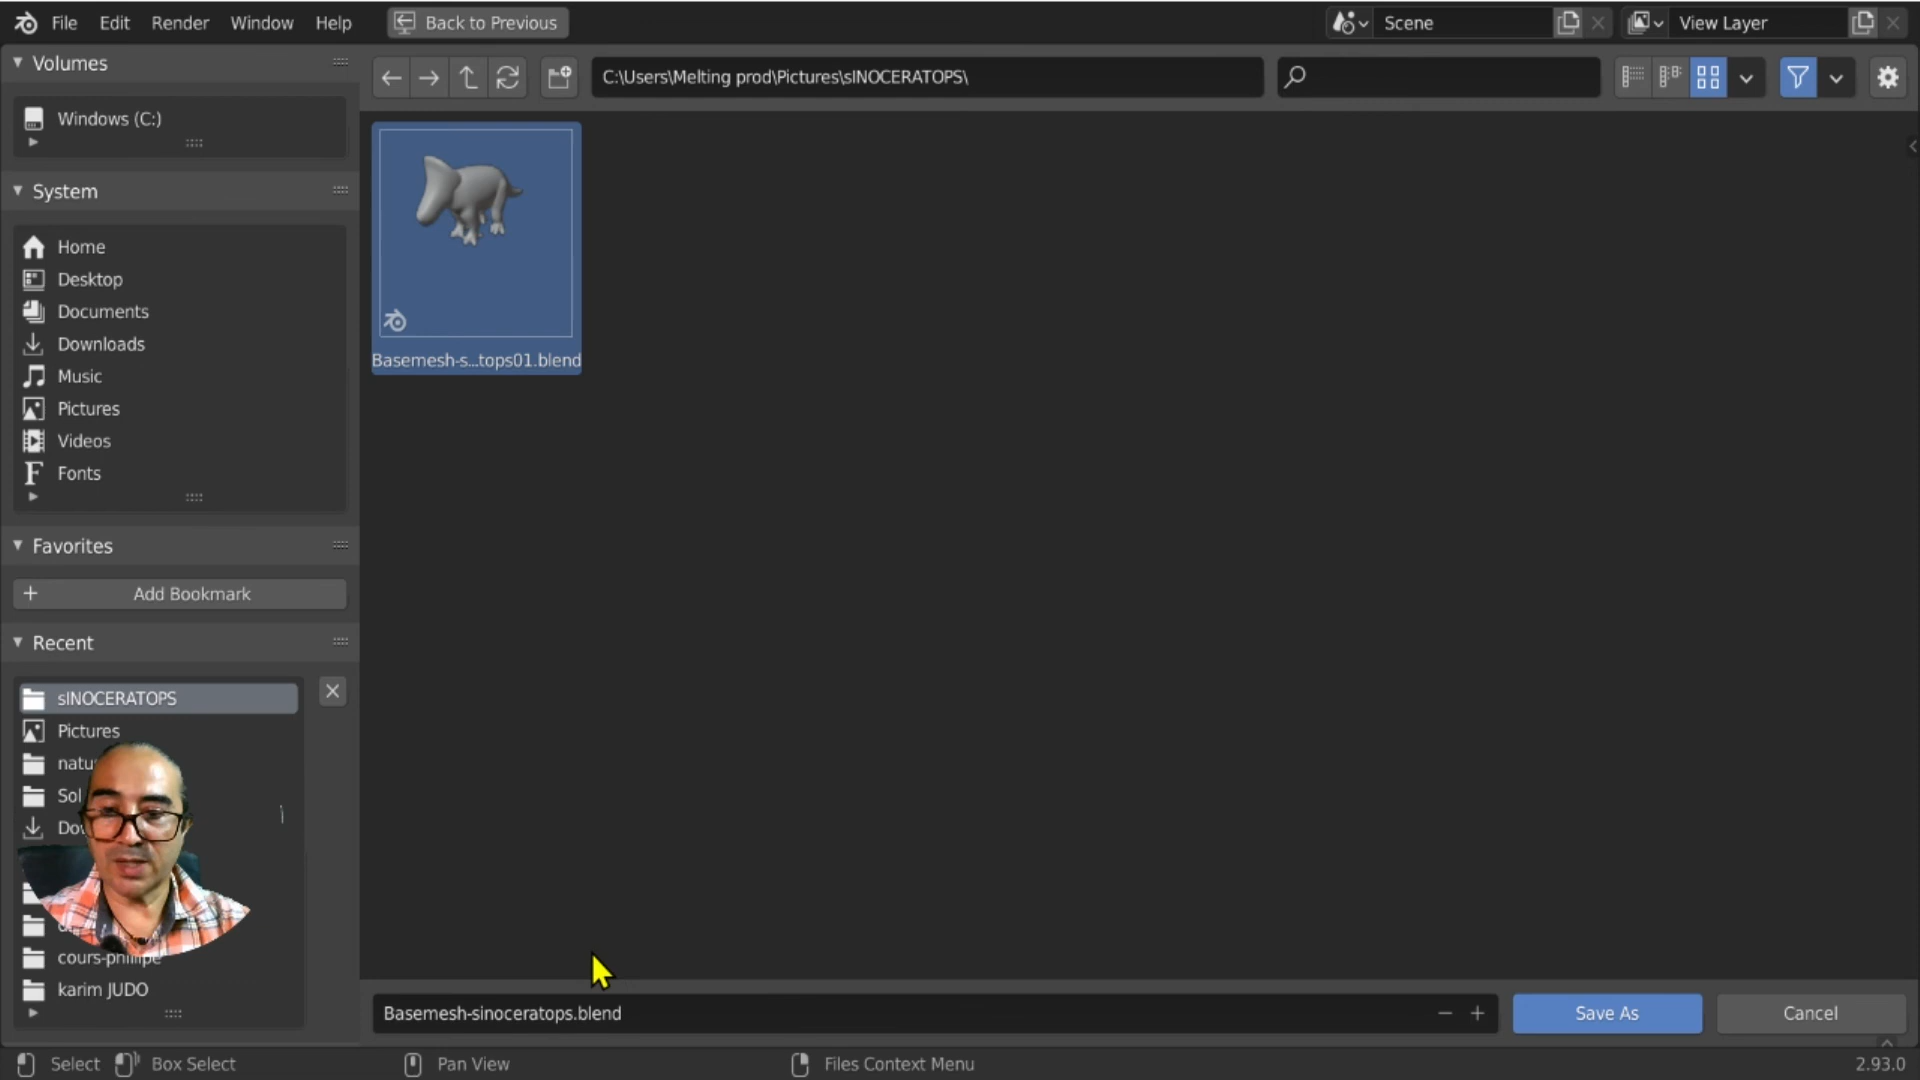 File Edit Render Window Help Back to Previous Scene View Layer
Volumes
C:\Users\Melting prod\Pictures\sINOCERATOPS\
Windows (C:)
System
Home
Desktop
Documents
Downloads
Music
Pictures
Videos
Fonts
Basemesh-s...tops01.blend
Favorites
Add Bookmark
Recent
sINOCERATOPS
Pictures
Sol
karim JUDO
Basemesh-sinoceratops.blend
Save As Cancel
Select Box Select Pan View Files Context Menu 2.93.0